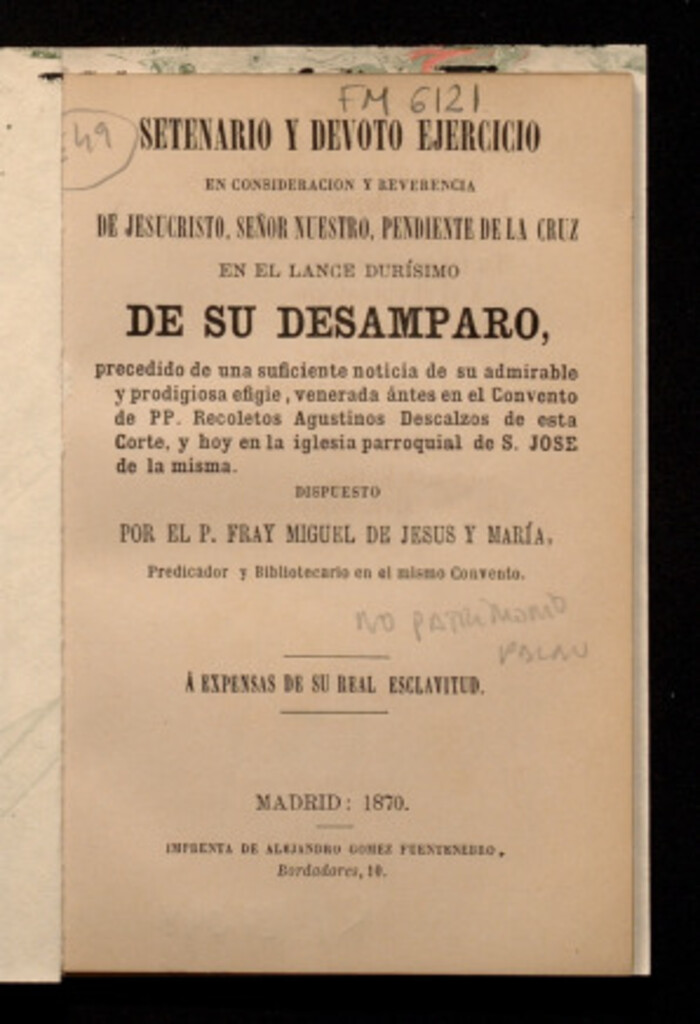 FM 6121
49
SETENARIO Y DEVOTO EJERCICIO
EN CONSIDERACION Y REVERENCIA
DE JESUCRISTO, SEÑOR NUESTRO, PENDIENTE DE LA CRUZ
EN EL LANCE DURÍSIMO
DE SU DESAMPARO,
precedido de una suficiente noticia de su admirable
y prodigiosa efigie, venerada ántes en el Convento
de PP. Recoletos Agustinos Descalzos de esta
Corte, y hoy en la iglesia parroquial de S. JOSE
de la misma.
DISPUESTO
POR EL P. FRAY MIGUEL DE JESUS Y MARÍA,
Predicador y Bibliotecario en el mismo Convento.
NO PATRIMONIO
PALAU
Á EXPENSAS DE SU REAL ESCLAVITUD.
MADRID: 1870.
IMPRENTA DE ALEJANDRO GOMEZ FUENTENEBRO,
Bordadores, 10.